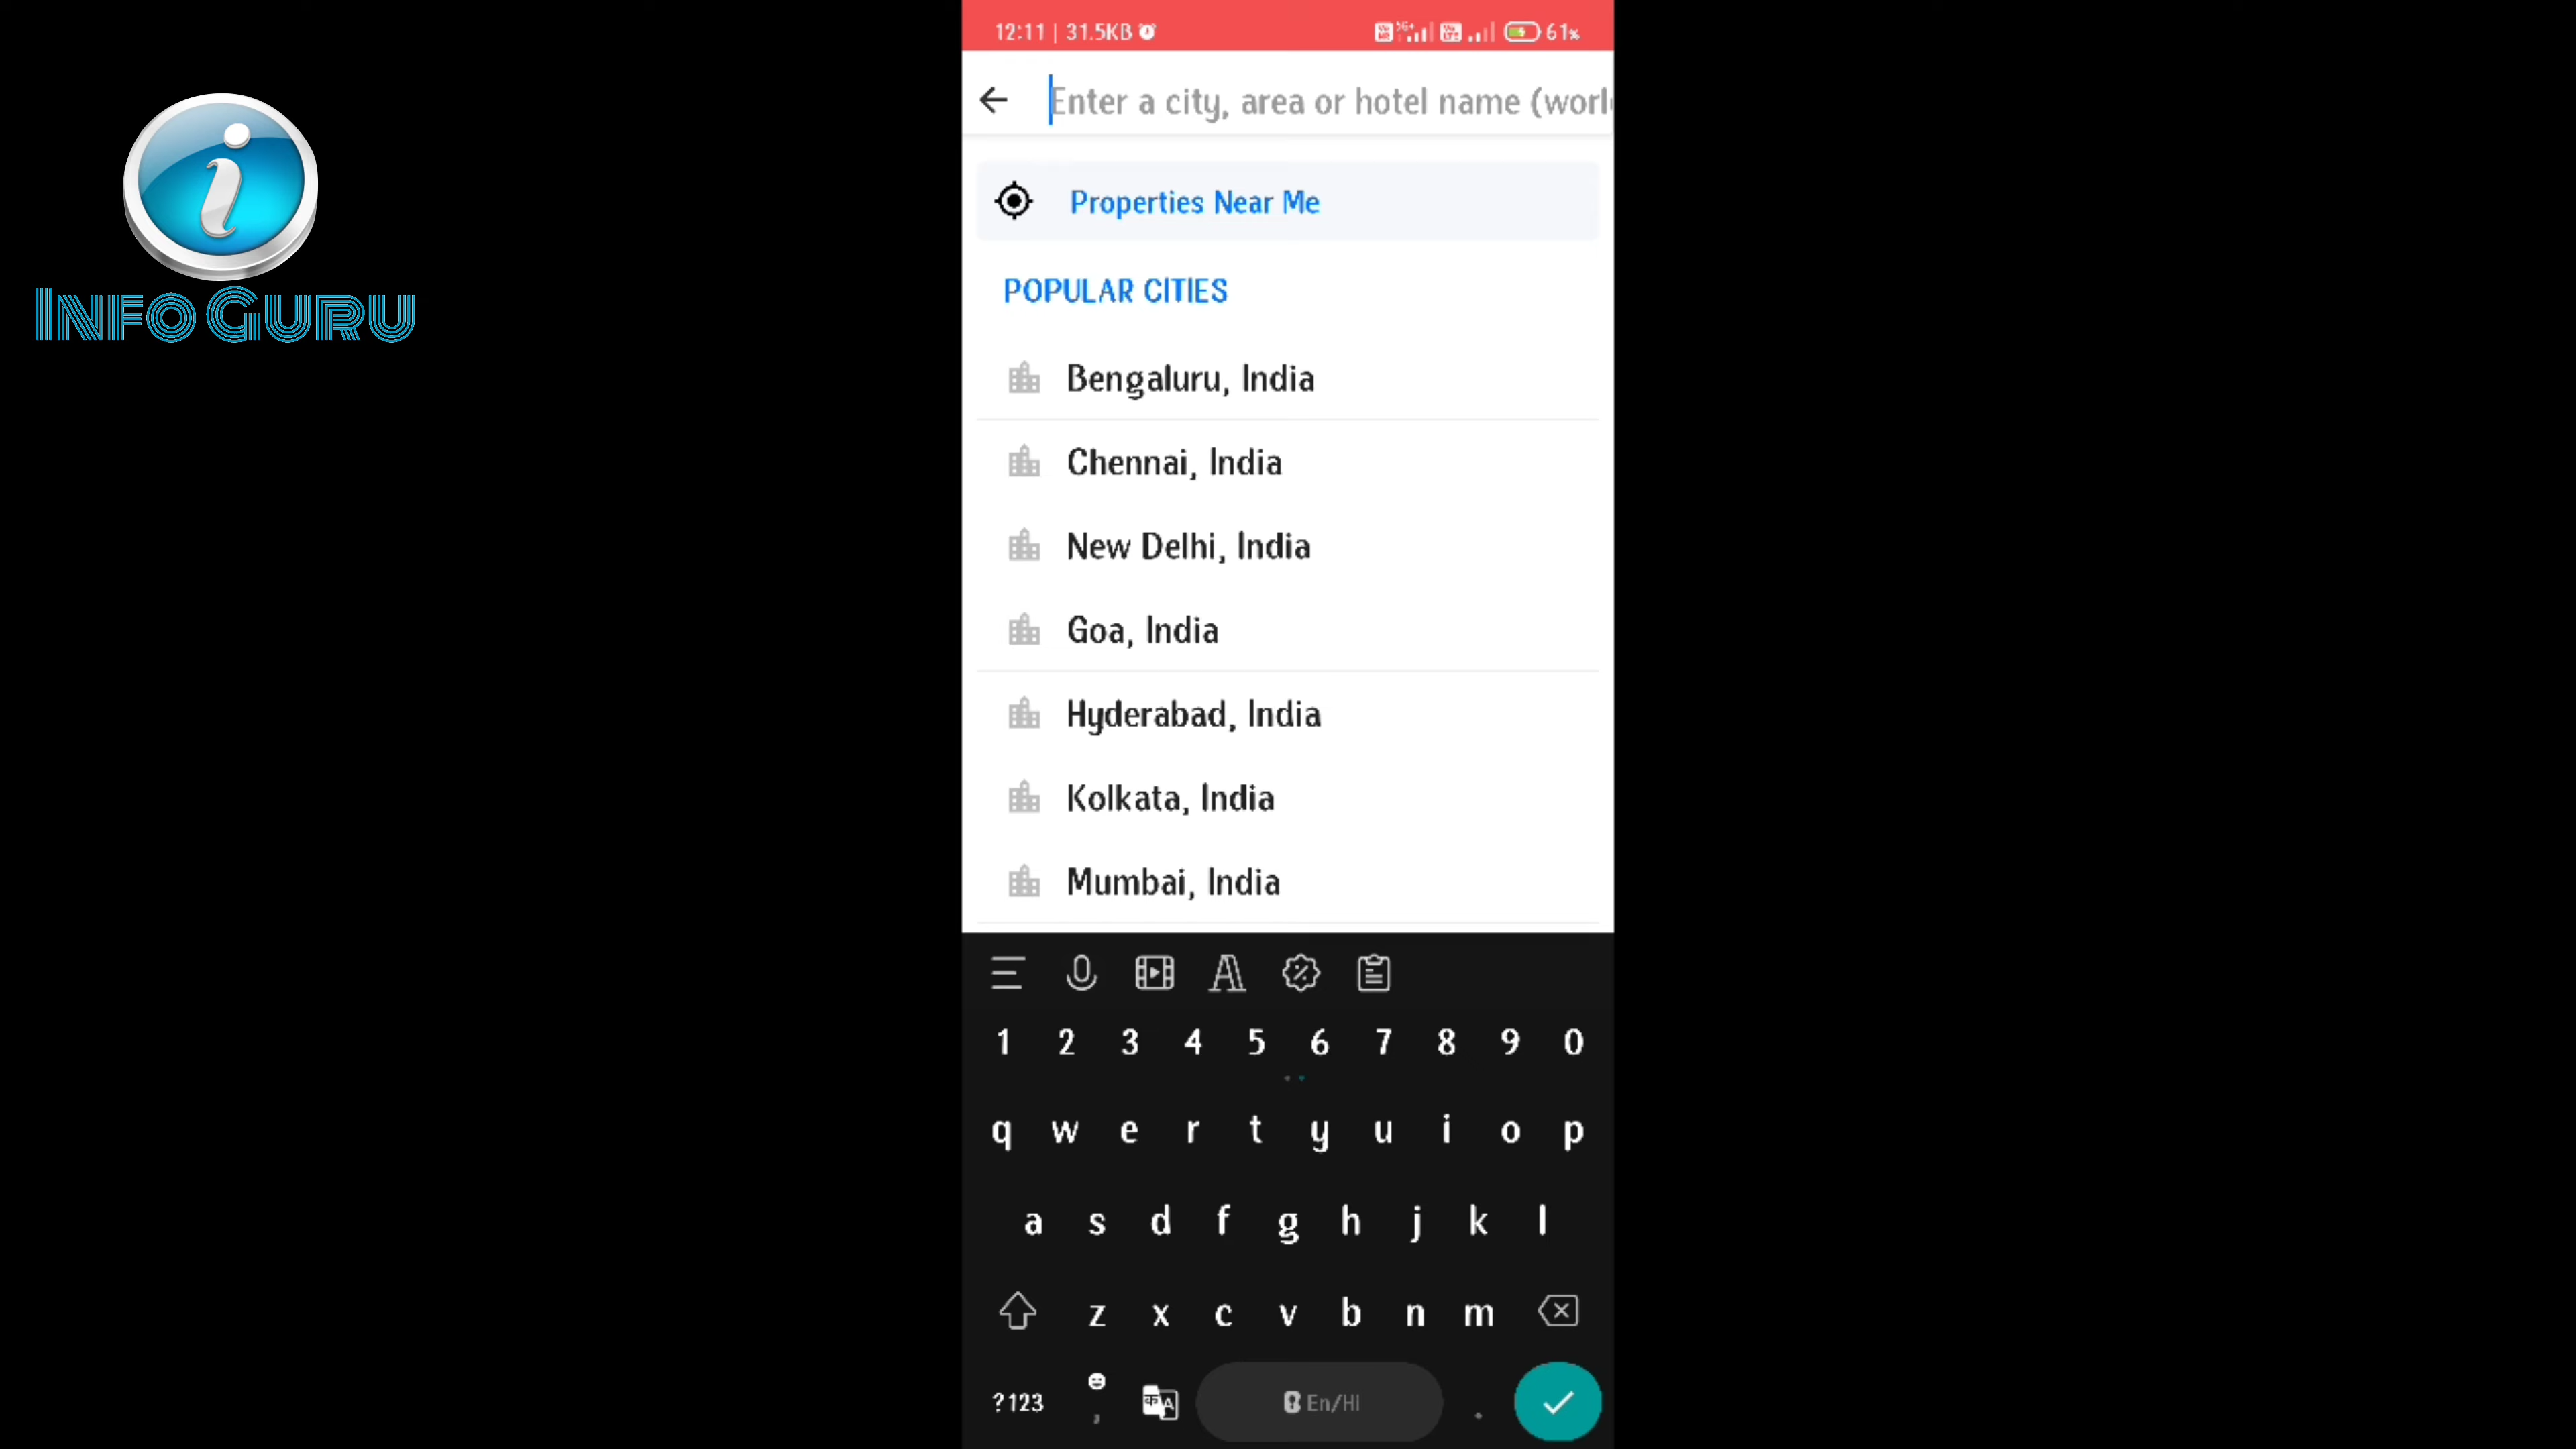 INFO GURU
12:11 | 31.5KB
61%
Enter a city, area or hotel name (worl
Properties Near Me
POPULAR CITIES
Bengaluru, India
Chennai, India
New Delhi, India
Goa, India
Hyderabad, India
Kolkata, India
Mumbai, India
1 2 3 4 5 6 7 8 9 0
q w e r t y u i o p
a s d f g h j k l
z x c v b n m
?123 , En/HI .